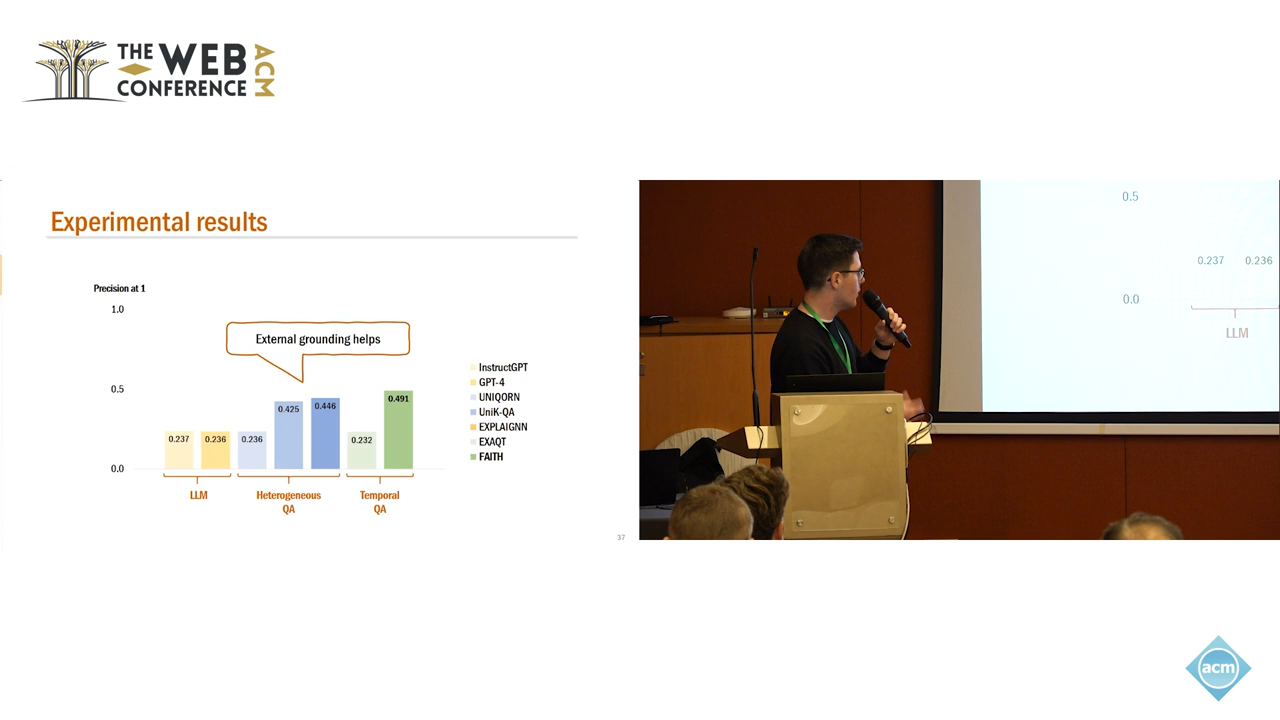 THE WEB
CONFERENCE
ACM
Experimental results
Precision at 1
1.0
External grounding helps
0.5
0.237
0.236
0.236
0.425
0.446
0.232
0.491
0.0
LLM
Heterogeneous
QA
Temporal
QA
InstructGPT
GPT-4
UNIQORN
UniK-QA
EXPLAIGNN
EXAQT
FAITH
37
0.5
0.237
0.236
0.0
LLM
acm